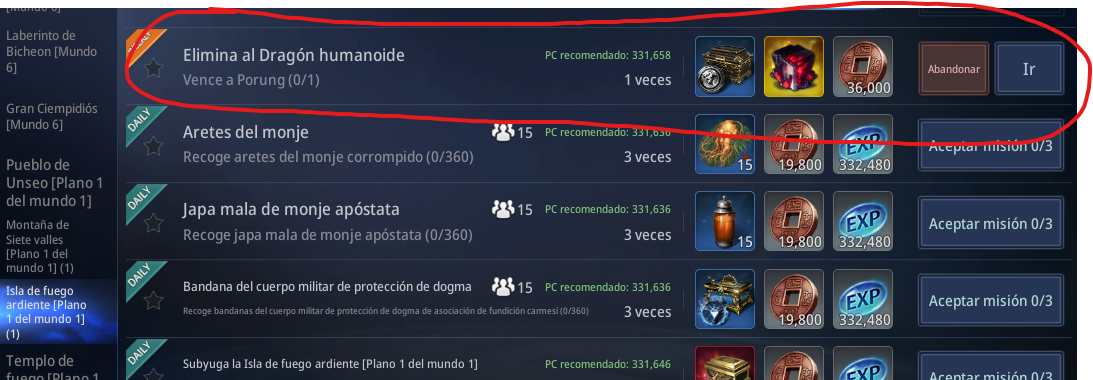 [Mundo 6]
Laberinto de
Bicheon [Mundo
6]
Gran Ciempidiós
[Mundo 6]
Pueblo de
Unseo [Plano 1
del mundo 1]
Montaña de
Siete valles
[Plano 1 del
mundo 1] (1)
Isla de fuego
ardiente [Plano
1 del mundo 1]
(1)
Templo de
fuego [Plano 1
Elimina al Dragón humanoide
PC recomendado: 331,658
Vence a Porung (0/1)
1 veces
36,000
Abandonar
Ir
DAILY
Aretes del monje
15
PC recomendado: 331,636
Recoge aretes del monje corrompido (0/360)
3 veces
15
19,800
EXP
332,480
Aceptar misión 0/3
DAILY
Japa mala de monje apóstata
15
PC recomendado: 331,636
Recoge japa mala de monje apóstata (0/360)
3 veces
15
19,800
EXP
332,480
Aceptar misión 0/3
DAILY
Bandana del cuerpo militar de protección de dogma
15
PC recomendado: 331,636
Recoge bandanas del cuerpo militar de protección de dogma de asociación de fundición carmesí (0/360)
3 veces
19,800
EXP
332,480
Aceptar misión 0/3
DAILY
Subyuga la Isla de fuego ardiente [Plano 1 del mundo 1]
PC recomendado: 331,646
EXP
Aceptar misión 0/3